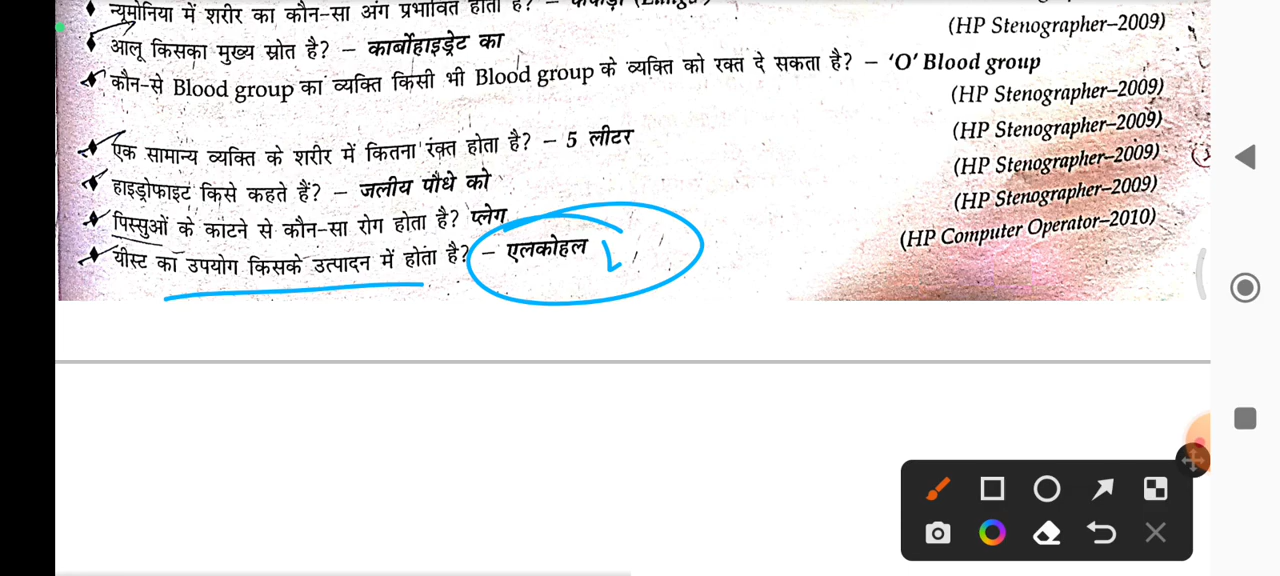 न्यूमोनिया में शरीर का कौन-सा अंग प्रभावित होता है? –
(HP Stenographer–2009)
आलू किसका मुख्य स्रोत है? – कार्बोहाइड्रेट का
कौन-से Blood group का व्यक्ति किसी भी Blood group के व्यक्ति को रक्त दे सकता है? – 'O' Blood group
(HP Stenographer–2009)
(HP Stenographer–2009)
एक सामान्य व्यक्ति के शरीर में कितना रक्त होता है? – 5 लीटर
(HP Stenographer–2009)
हाइड्रोफाइट किसे कहते हैं? – जलीय पौधे को
(HP Stenographer–2009)
पिस्सुओं के काटने से कौन-सा रोग होता है? प्लेग
(HP Computer Operator–2010)
यीस्ट का उपयोग किसके उत्पादन में होता है? – एलकोहल